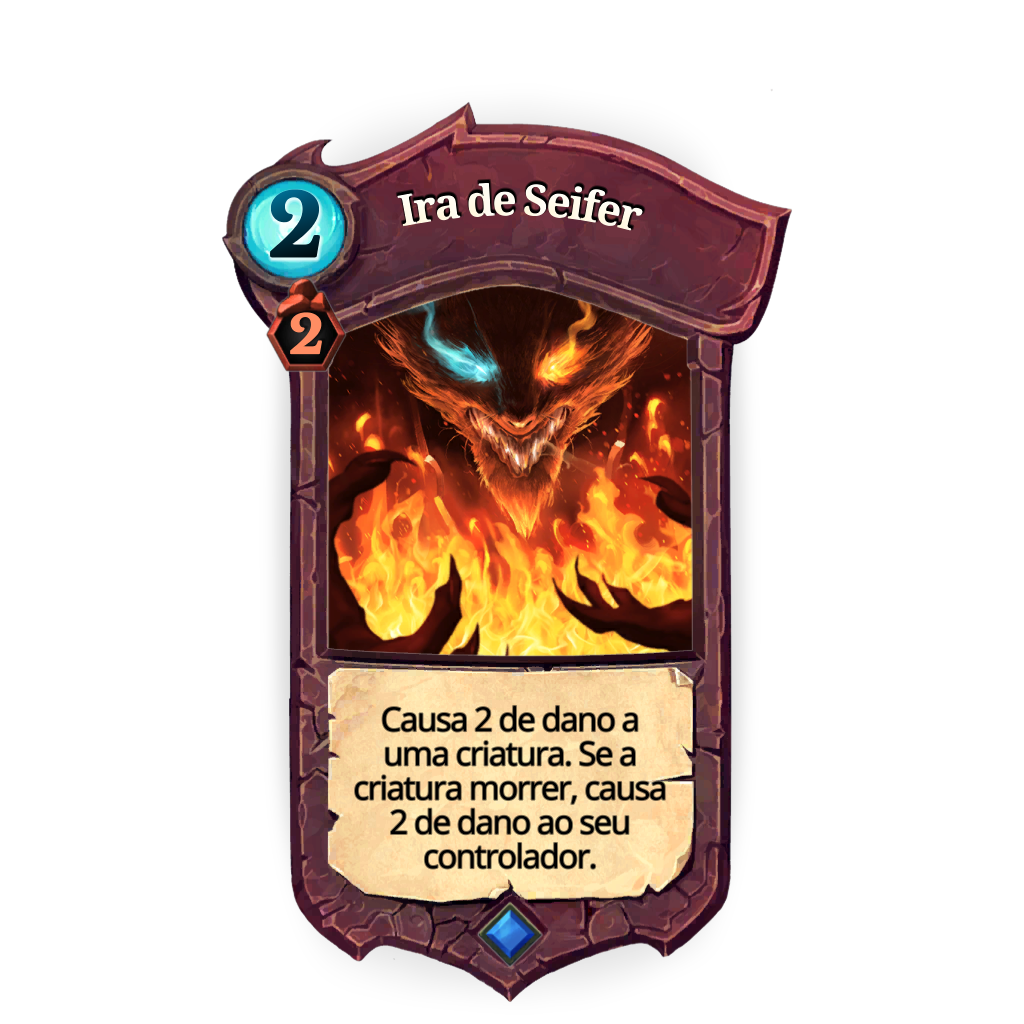 Ira de Seifer
2
2
Causa 2 de dano a
uma criatura. Se a
criatura morrer, causa
2 de dano ao seu
controlador.